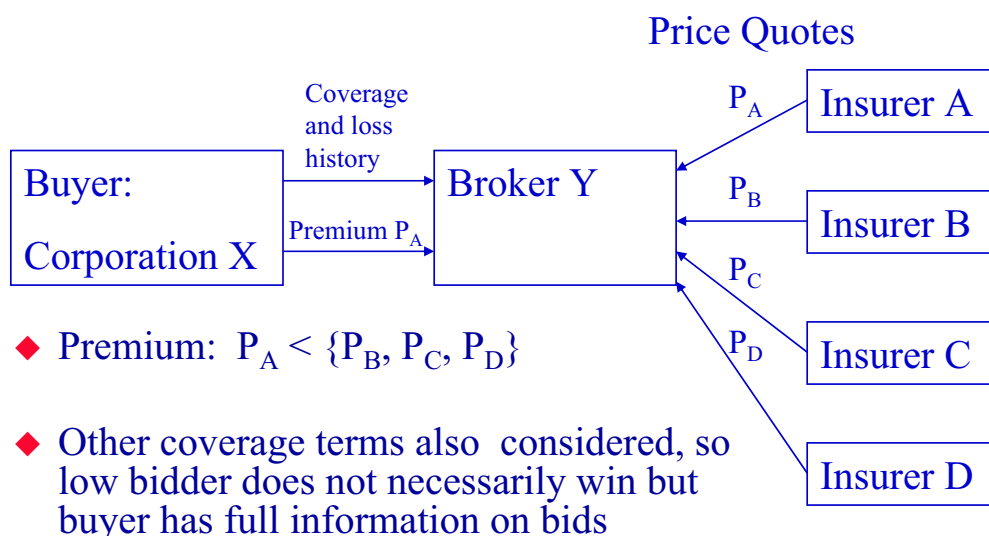 Price Quotes
Coverage
and loss
history
Buyer:
Corporation X
Premium P_A
Broker Y
P_A
P_B
P_C
P_D
Insurer A
Insurer B
Insurer C
Insurer D
◆ Premium: P_A < {P_B, P_C, P_D}
◆ Other coverage terms also considered, so
low bidder does not necessarily win but
buyer has full information on bids